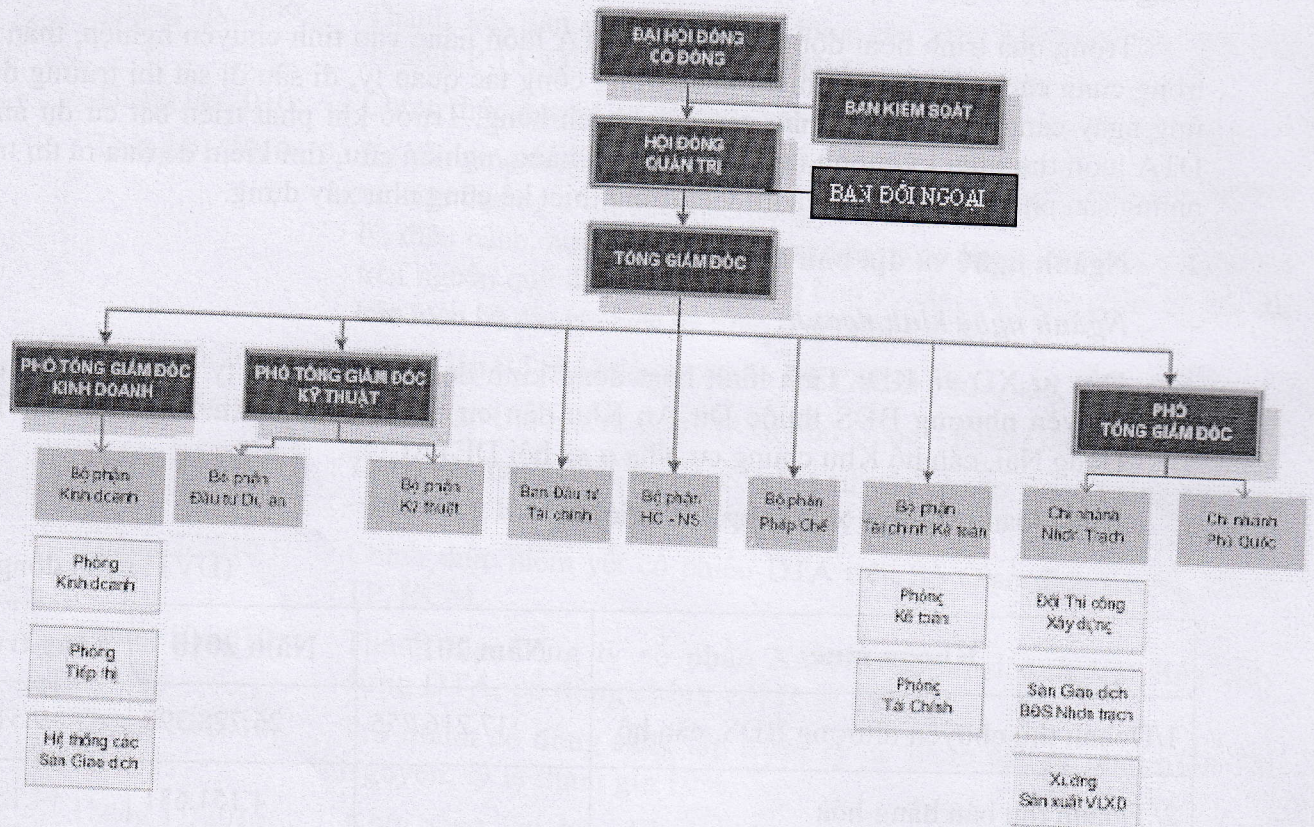 ĐẠI HỘI ĐỒNG
CỔ ĐÔNG
BAN KIỂM SOÁT
HỘI ĐỒNG
QUẢN TRỊ
BAN ĐỐI NGOẠI
TỔNG GIÁM ĐỐC
PHÓ TỔNG GIÁM ĐỐC
KINH DOANH
PHÓ TỔNG GIÁM ĐỐC
KỸ THUẬT
PHÓ
TỔNG GIÁM ĐỐC
Bộ phận
Kinh doanh
Bộ phận
Đầu tư Dự án
Bộ phận
Kỹ thuật
Ban Đầu tư
Tài chính
Bộ phận
HC - NS
Bộ phận
Pháp Chế
Bộ phận
Tài chính Kế toán
Chi nhánh
Nhơn Trạch
Chi nhánh
Phú Quốc
Phòng
Kinh doanh
Phòng
Tiếp thị
Hệ thống các
Sàn Giao dịch
Phòng
Kế toán
Phòng
Tài Chính
Đội Thi công
Xây dựng
Sàn Giao dịch
BĐS Nhơn trạch
Xưởng
Sản xuất VLXD